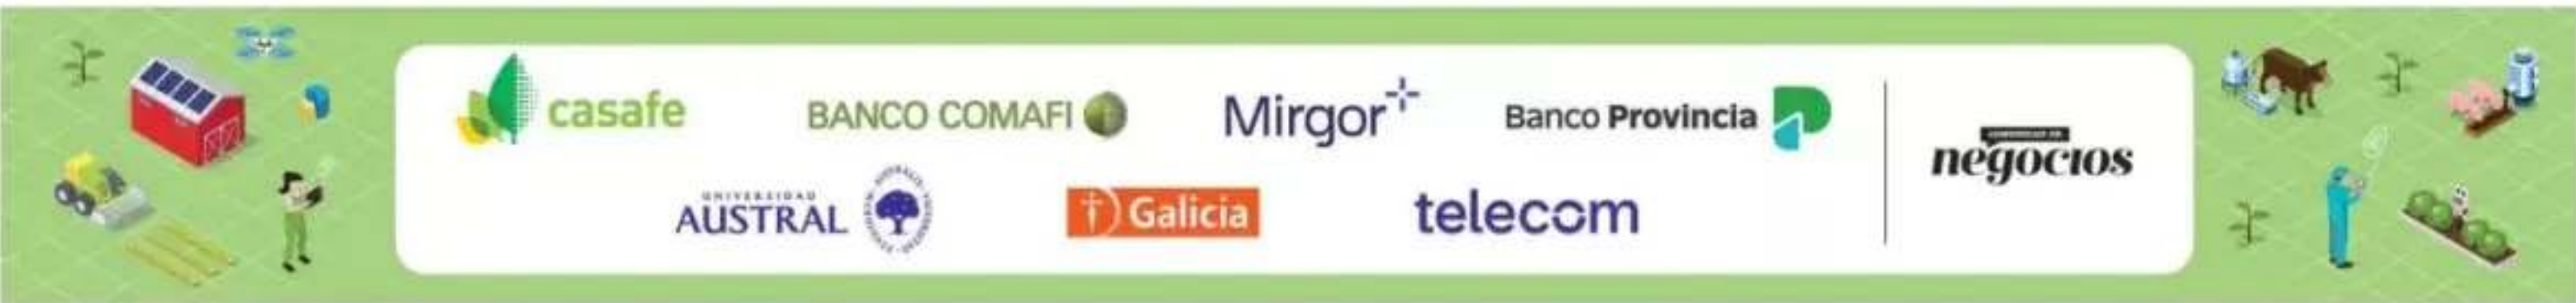 casafe
BANCO COMAFI
Mirgor
Banco Provincia
UNIVERSIDAD
AUSTRAL
Galicia
telecom
negocios